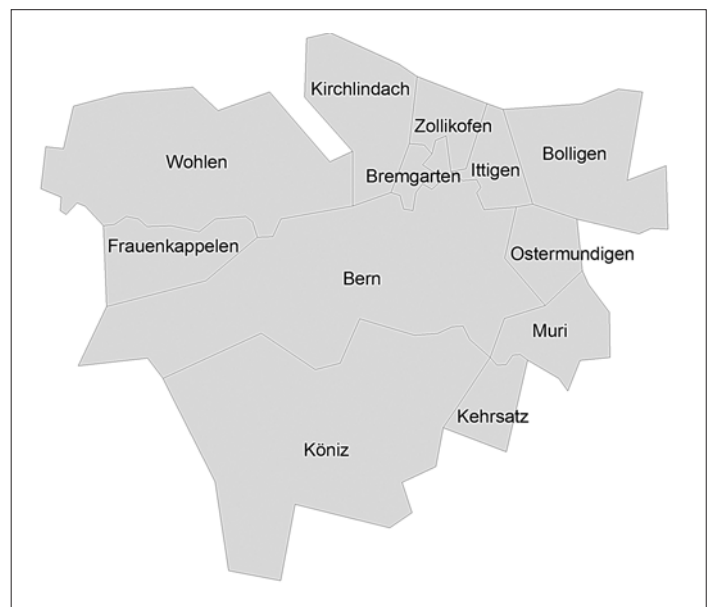 Kirchlindach
Zollikofen
Wohlen
Bolligen
Bremgarten
Ittigen
Frauenkappelen
Ostermundigen
Bern
Muri
Kehrsatz
Köniz